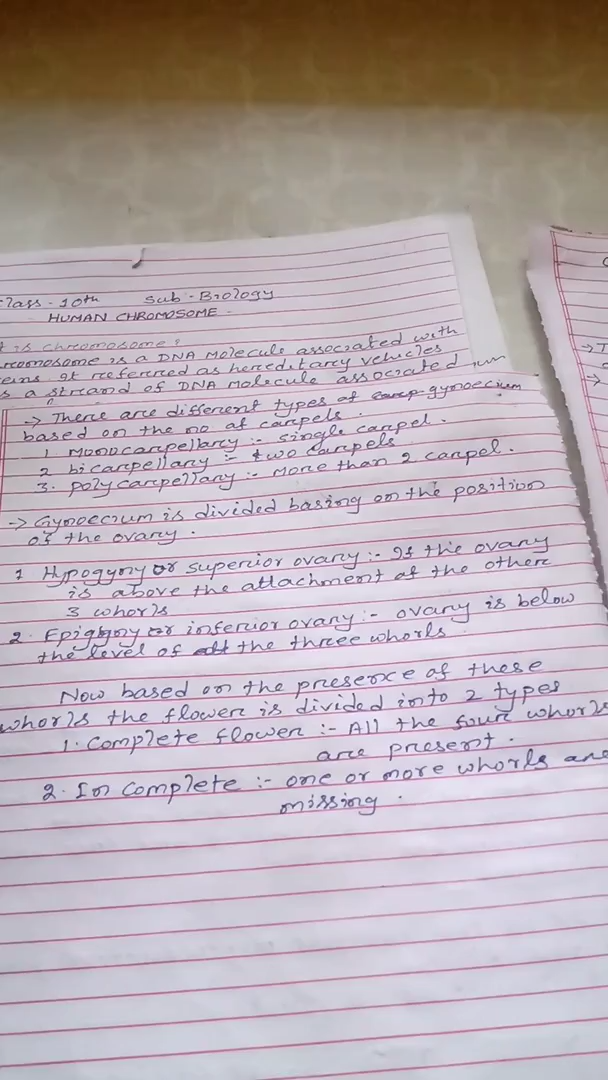 Class - 10th Sub - Biology
HUMAN CHROMOSOME -
is chromosome?
is a DNA molecule associated with
referred as hereditary vehicles
a strand of DNA molecule associated
→ There are different types of gynoecium
based on the no of carpels.
1 Monocarpellary :- single carpel.
2 bicarpellary :- two carpels
3. polycarpellary :- more than 2 carpel.
→ Gynoecium is divided basing on the position
of the ovary.
1 Hypogyny or superior ovary :- If the ovary
is above the attachment of the other
3 whorls
2. Epigyny or inferior ovary :- ovary is below
the level of all the three whorls.
Now based on the presence of these
whorls the flower is divided into 2 types
1. Complete flower :- All the four whorls
are present.
2. In complete :- one or more whorls are
missing.